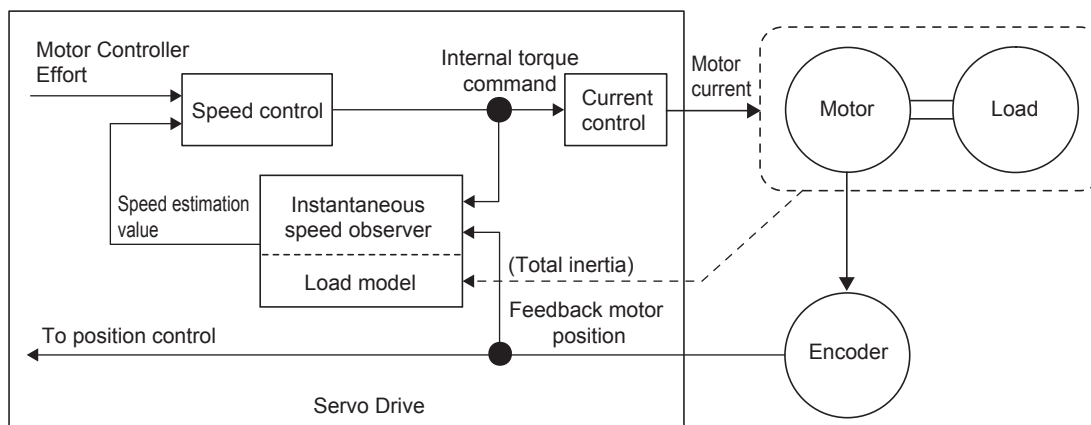 Motor Controller
Effort
Speed control
Internal torque
command
Current
control
Motor
current
Motor
Load
Speed estimation
value
Instantaneous
speed observer
Load model
(Total inertia)
Feedback motor
position
To position control
Encoder
Servo Drive